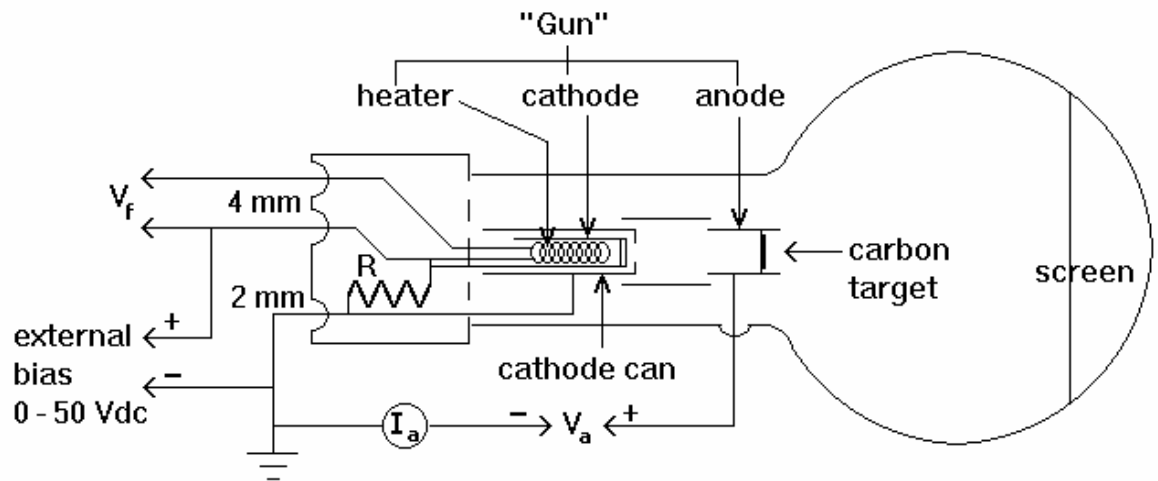 "Gun"
heater
cathode
anode
V_f
4 mm
R
2 mm
carbon
target
screen
+
external
bias
−
0 - 50 Vdc
cathode can
I_a
−
V_a
+